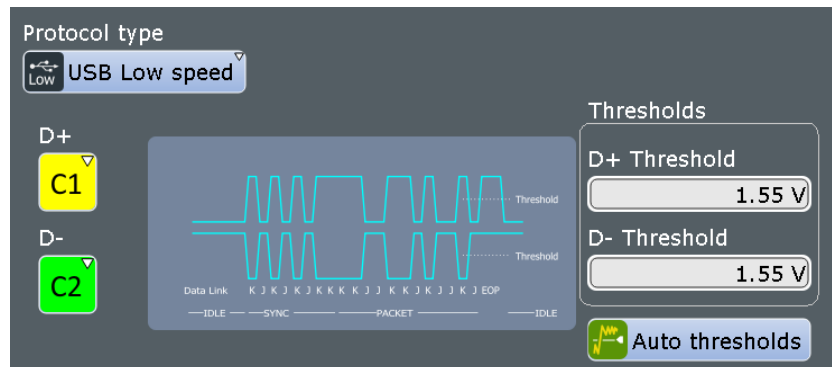 Protocol type
Low USB Low speed
D+
C1
D-
C2
Threshold
Threshold
Data Link K J K J K J K K K K J J K K J K J J K J EOP
IDLE SYNC PACKET IDLE
Thresholds
D+ Threshold
1.55 V
D- Threshold
1.55 V
Auto thresholds